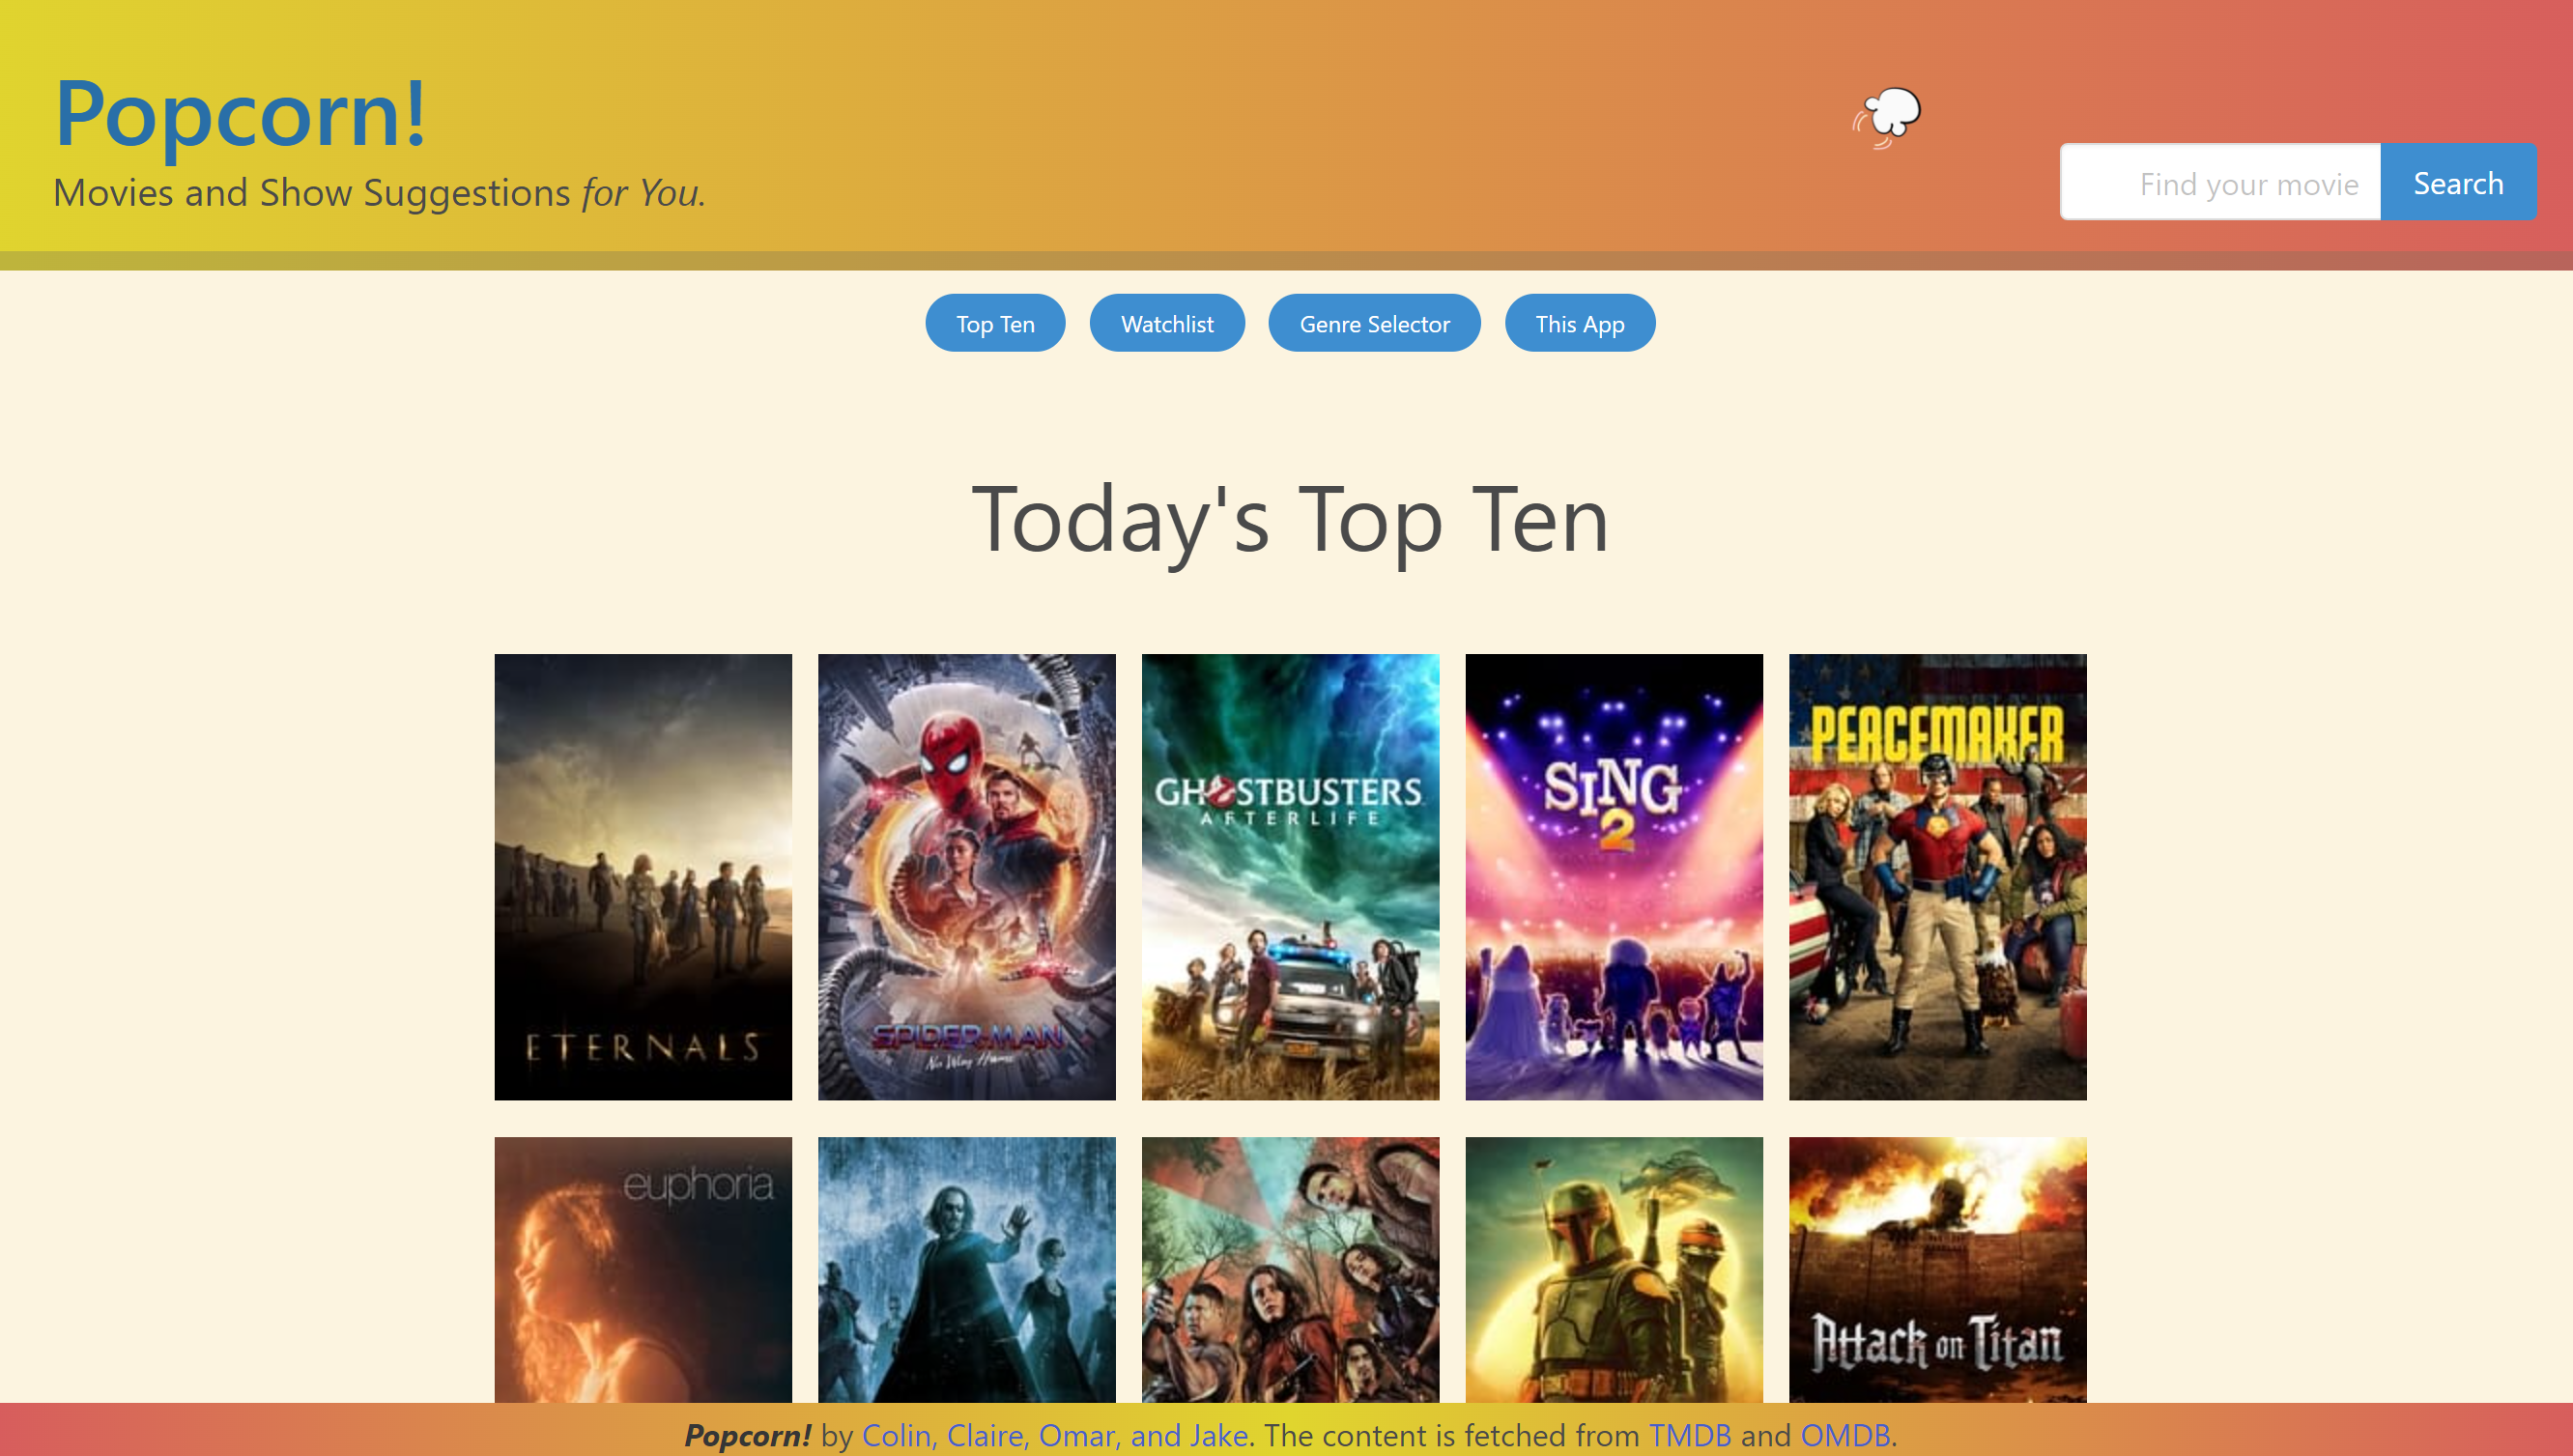 Popcorn!
Movies and Show Suggestions for You.
Find your movie
Search
Top Ten
Watchlist
Genre Selector
This App
Today's Top Ten
ETERNALS
SPIDER-MAN
No Way Home
GHOSTBUSTERS
AFTERLIFE
SING
2
PEACEMAKER
euphoria
Attack on Titan
Popcorn! by Colin, Claire, Omar, and Jake. The content is fetched from TMDB and OMDB.